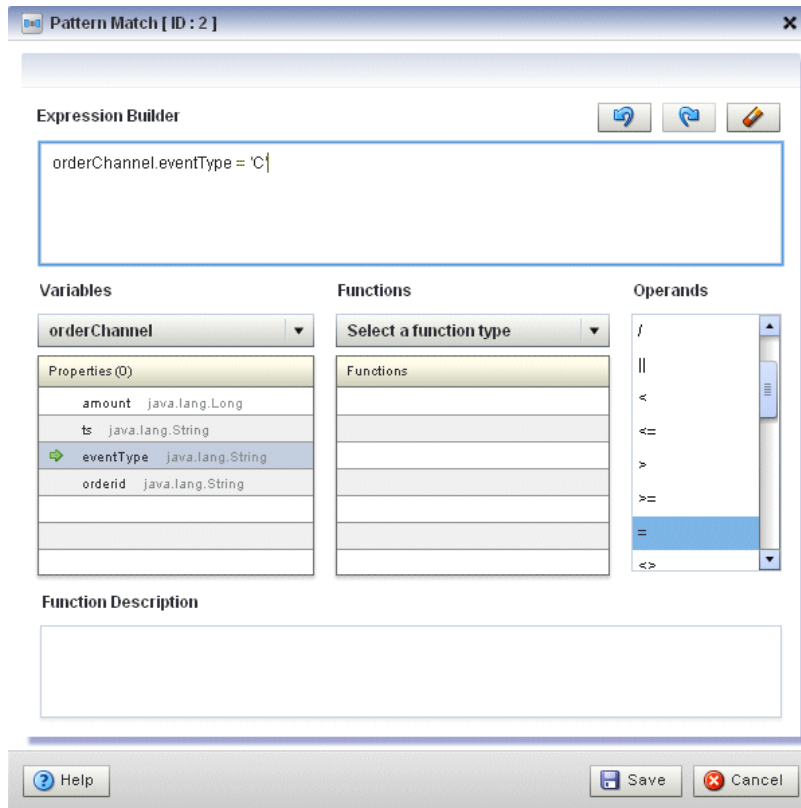 Pattern Match [ ID : 2 ]
Expression Builder
orderChannel.eventType = 'C'
Variables
Functions
Operands
orderChannel
Select a function type
Properties (0)
amount java.lang.Long
ts java.lang.String
eventType java.lang.String
orderid java.lang.String
Functions
/
||
<
<=
>
>=
=
<>
Function Description
Help
Save
Cancel